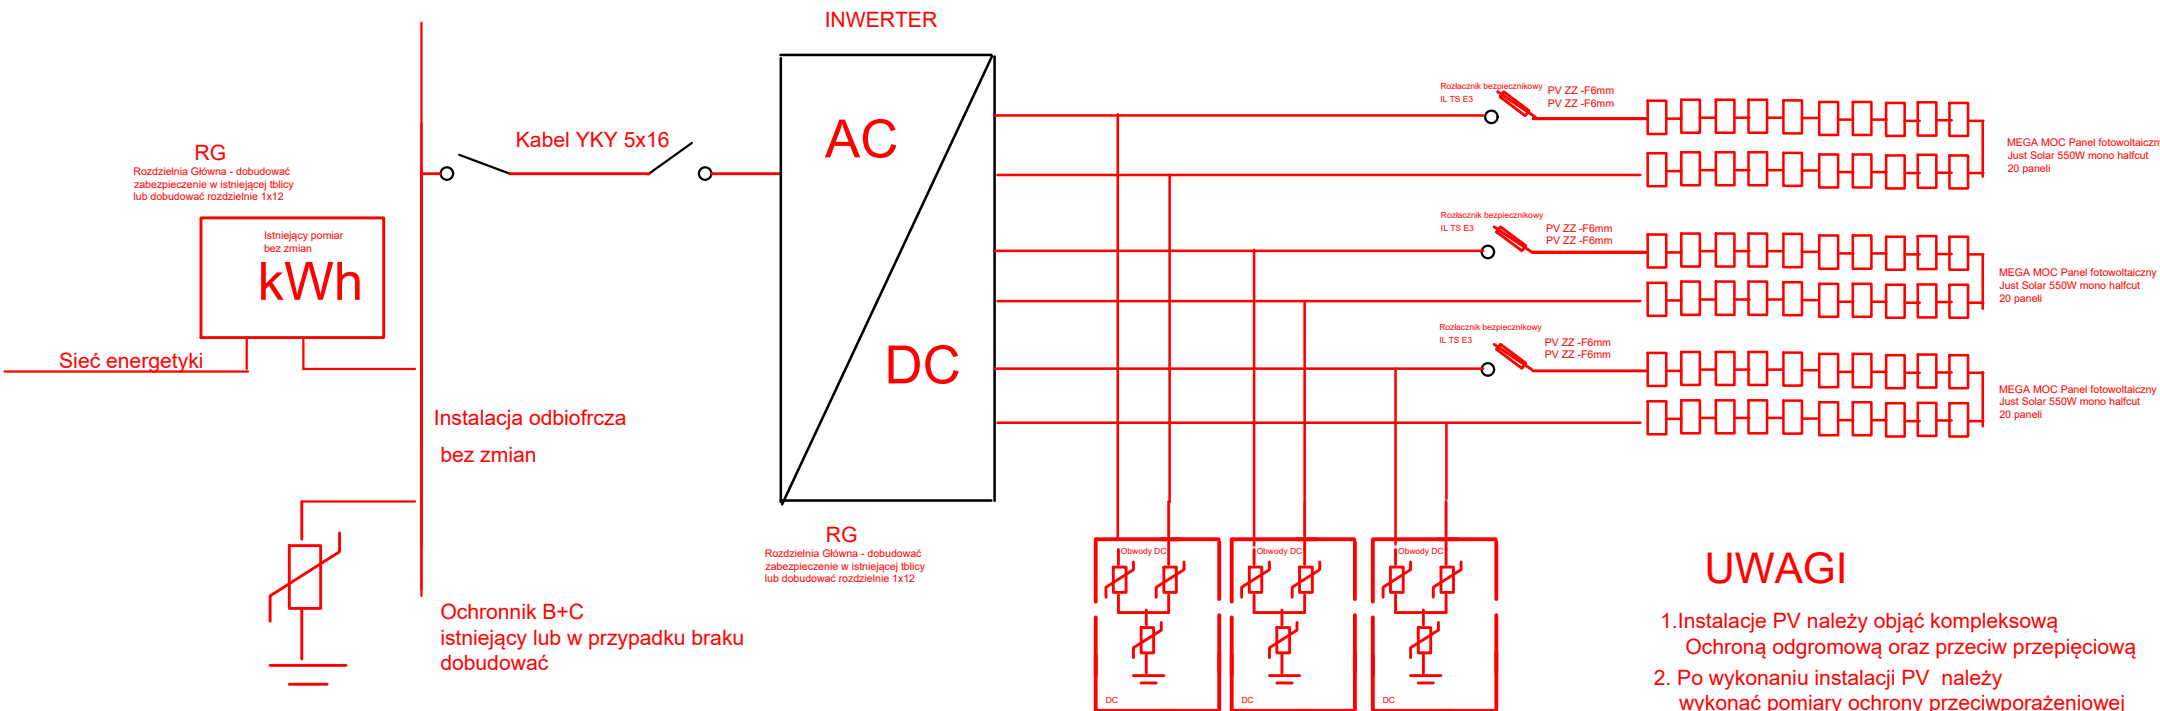 INWERTER
AC
DC
Kabel YKY 5x16
RG
Rozdzielnia Główna - dobudować
zabezpieczenie w istniejącej tblicy
lub dobudować rozdzielnie 1x12
Istniejący pomiar
bez zmian
kWh
Sieć energetyki
Instalacja odbiofrcza
bez zmian
Ochronnik B+C
istniejący lub w przypadku braku
dobudować
RG
Rozdzielnia Główna - dobudować
zabezpieczenie w istniejącej tblicy
lub dobudować rozdzielnie 1x12
Rozłacznik bezpiecznikowy
IL TS E3
PV ZZ -F6mm
PV ZZ -F6mm
MEGA MOC Panel fotowoltaiczn
Just Solar 550W mono halfcut
20 paneli
Rozłacznik bezpiecznikowy
IL TS E3
PV ZZ -F6mm
PV ZZ -F6mm
MEGA MOC Panel fotowoltaiczny
Just Solar 550W mono halfcut
20 paneli
Rozłacznik bezpiecznikowy
IL TS E3
PV ZZ -F6mm
PV ZZ -F6mm
MEGA MOC Panel fotowoltaiczny
Just Solar 550W mono halfcut
20 paneli
Obwody DC
DC
Obwody DC
DC
Obwody DC
DC
UWAGI
1.Instalacje PV należy objąć kompleksową
Ochroną odgromową oraz przeciw przepięciową
2. Po wykonaniu instalacji PV należy
wykonać pomiary ochrony przeciwporażeniowej